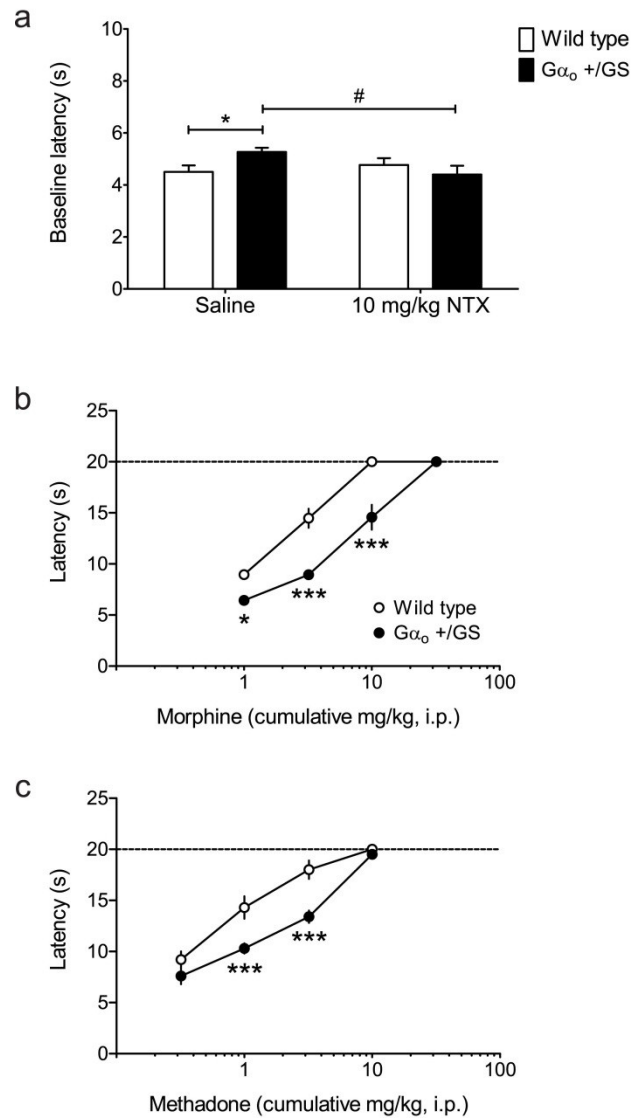 a
Baseline latency (s)
10
8
6
4
2
0
*
#
Wild type
Gαₒ +/GS
Saline
10 mg/kg NTX
b
Latency (s)
25
20
15
10
5
0
*
***
***
Wild type
Gαₒ +/GS
1
10
100
Morphine (cumulative mg/kg, i.p.)
c
Latency (s)
25
20
15
10
5
0
***
***
1
10
100
Methadone (cumulative mg/kg, i.p.)